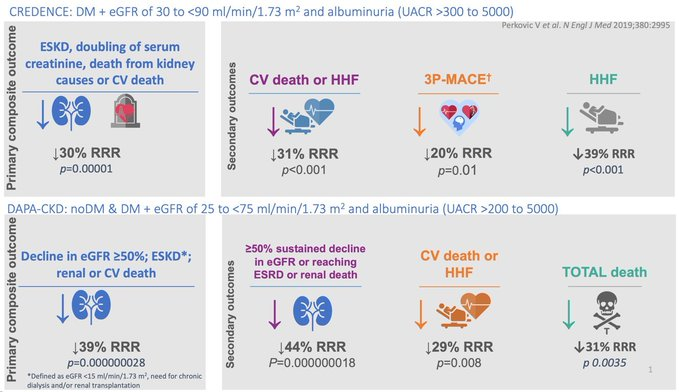 CREDENCE: DM + eGFR of 30 to <90 ml/min/1.73 m² and albuminuria (UACR >300 to 5000)
Perkovic V et al. N Engl J Med 2019;380:2995
Primary composite outcome
ESKD, doubling of serum
creatinine, death from kidney
causes or CV death
↓30% RRR
p=0.00001
Secondary outcomes
CV death or HHF
↓31% RRR
p<0.001
3P-MACE†
↓20% RRR
p=0.01
HHF
↓39% RRR
p<0.001
DAPA-CKD: noDM & DM + eGFR of 25 to <75 ml/min/1.73 m² and albuminuria (UACR >200 to 5000)
Primary composite outcome
Decline in eGFR ≥50%; ESKD*;
renal or CV death
↓39% RRR
p=0.000000028
*Defined as eGFR <15 ml/min/1.73 m², need for chronic
dialysis and/or renal transplantation
Secondary outcomes
≥50% sustained decline
in eGFR or reaching
ESRD or renal death
↓44% RRR
P=0.000000018
CV death or
HHF
↓29% RRR
p=0.008
TOTAL death
T
↓31% RRR
p 0.0035
1